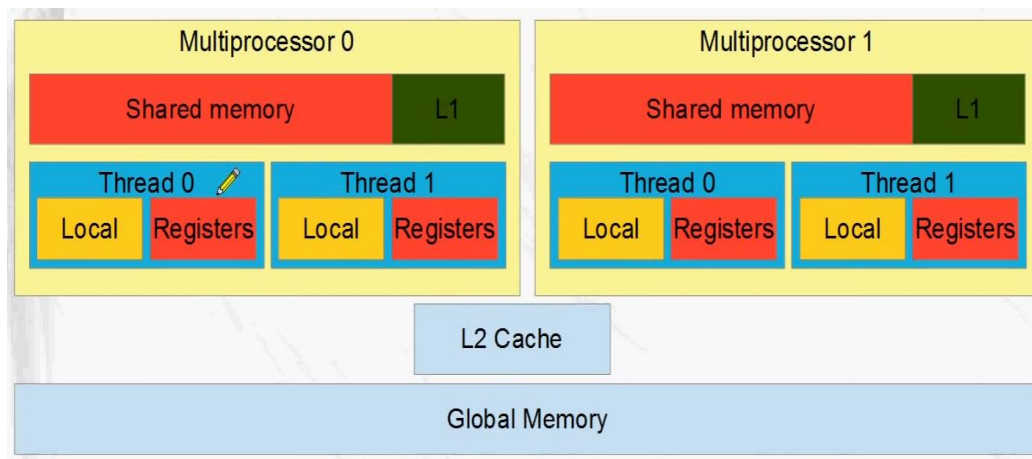 Multiprocessor 0
Multiprocessor 1
Shared memory
L1
Shared memory
L1
Thread 0
Thread 1
Thread 0
Thread 1
Local
Registers
Local
Registers
Local
Registers
Local
Registers
L2 Cache
Global Memory